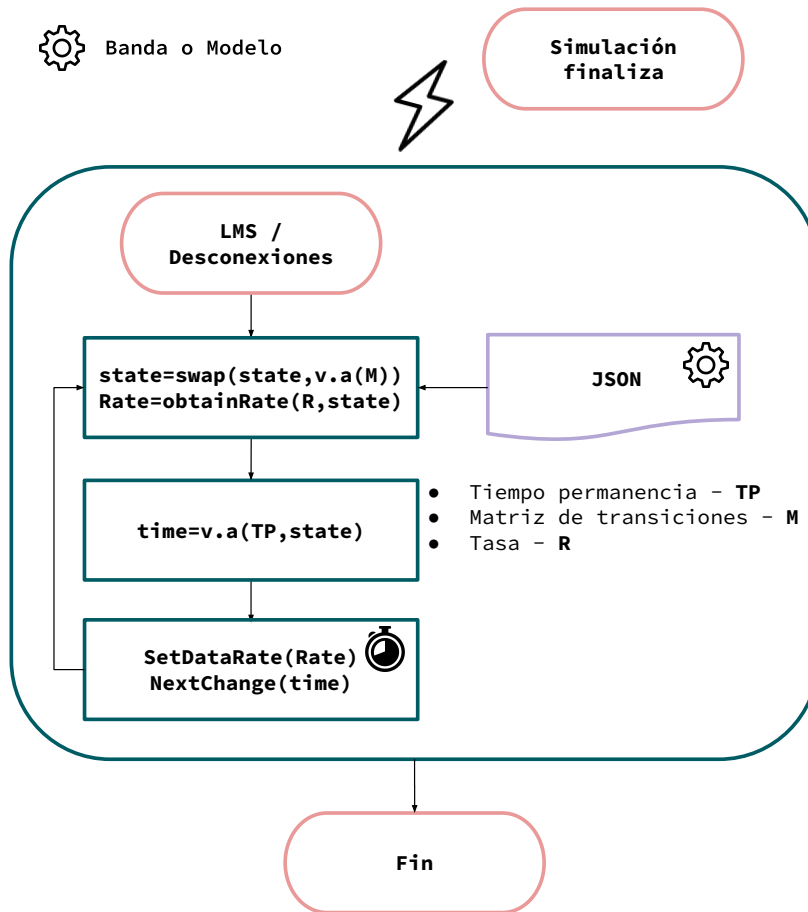 Banda o Modelo
Simulación
finaliza
LMS /
Desconexiones
state=swap(state,v.a(M))
Rate=obtainRate(R,state)
JSON
time=v.a(TP,state)
● Tiempo permanencia - TP
● Matriz de transiciones - M
● Tasa - R
SetDataRate(Rate)
NextChange(time)
Fin